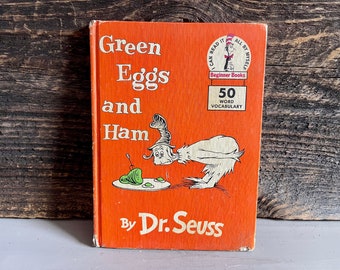 Green
Eggs
and
Ham
I CAN READ IT ALL BY MYSELF
Beginner Books
50
WORD
VOCABULARY
By Dr. Seuss